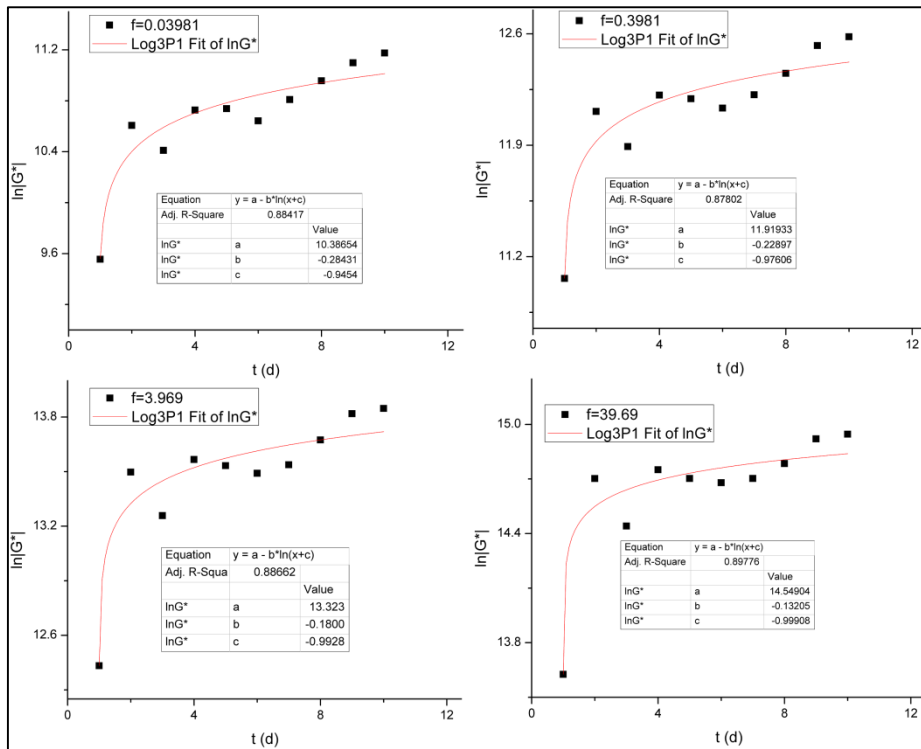 f=0.03981
Log3P1 Fit of lnG*
11.2
10.4
9.6
ln|G*|
Equation y = a - b*ln(x+c)
Adj. R-Square 0.88417
Value
lnG* a 10.38654
lnG* b -0.28431
lnG* c -0.9454
0 4 8 12
t (d)
f=0.3981
Log3P1 Fit of lnG*
12.6
11.9
11.2
ln|G*|
Equation y = a - b*ln(x+c)
Adj. R-Square 0.87802
Value
lnG* a 11.91933
lnG* b -0.22897
lnG* c -0.97606
0 4 8 12
t (d)
f=3.969
Log3P1 Fit of lnG*
13.8
13.2
12.6
ln|G*|
Equation y = a - b*ln(x+c)
Adj. R-Squa 0.88662
Value
lnG* a 13.323
lnG* b -0.1800
lnG* c -0.9928
0 4 8 12
t (d)
f=39.69
Log3P1 Fit of lnG*
15.0
14.4
13.8
ln|G*|
Equation y = a - b*ln(x+c)
Adj. R-Square 0.89776
Value
lnG* a 14.54904
lnG* b -0.13205
lnG* c -0.99908
0 4 8 12
t (d)